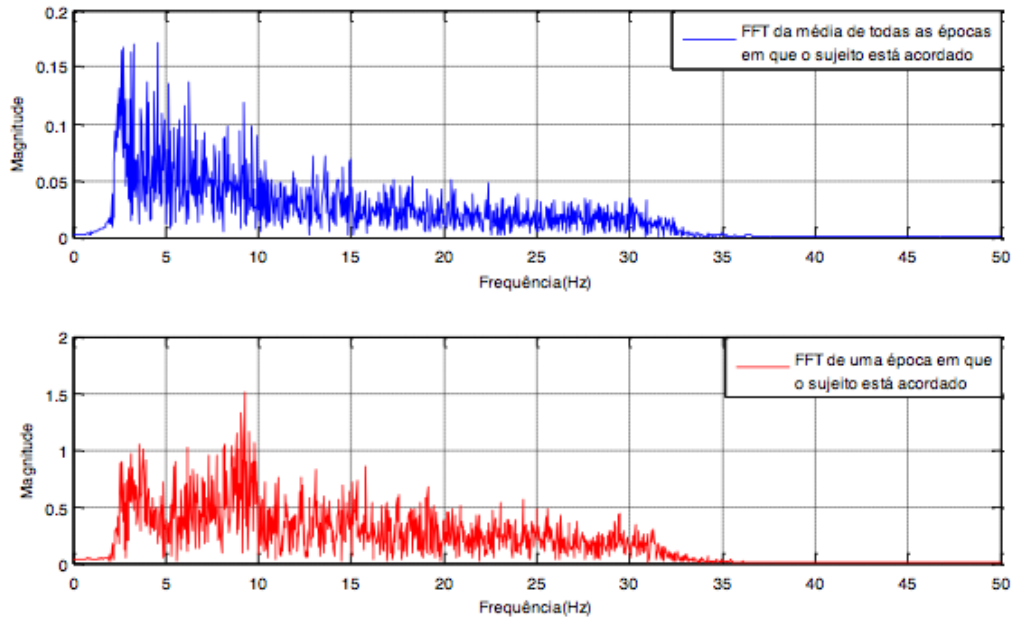 0.2
0.15
0.1
0.05
0
Magnitude
FFT da média de todas as épocas
em que o sujeito está acordado
0 5 10 15 20 25 30 35 40 45 50
Frequência(Hz)
2
1.5
1
0.5
0
Magnitude
FFT de uma época em que
o sujeito está acordado
0 5 10 15 20 25 30 35 40 45 50
Frequência(Hz)